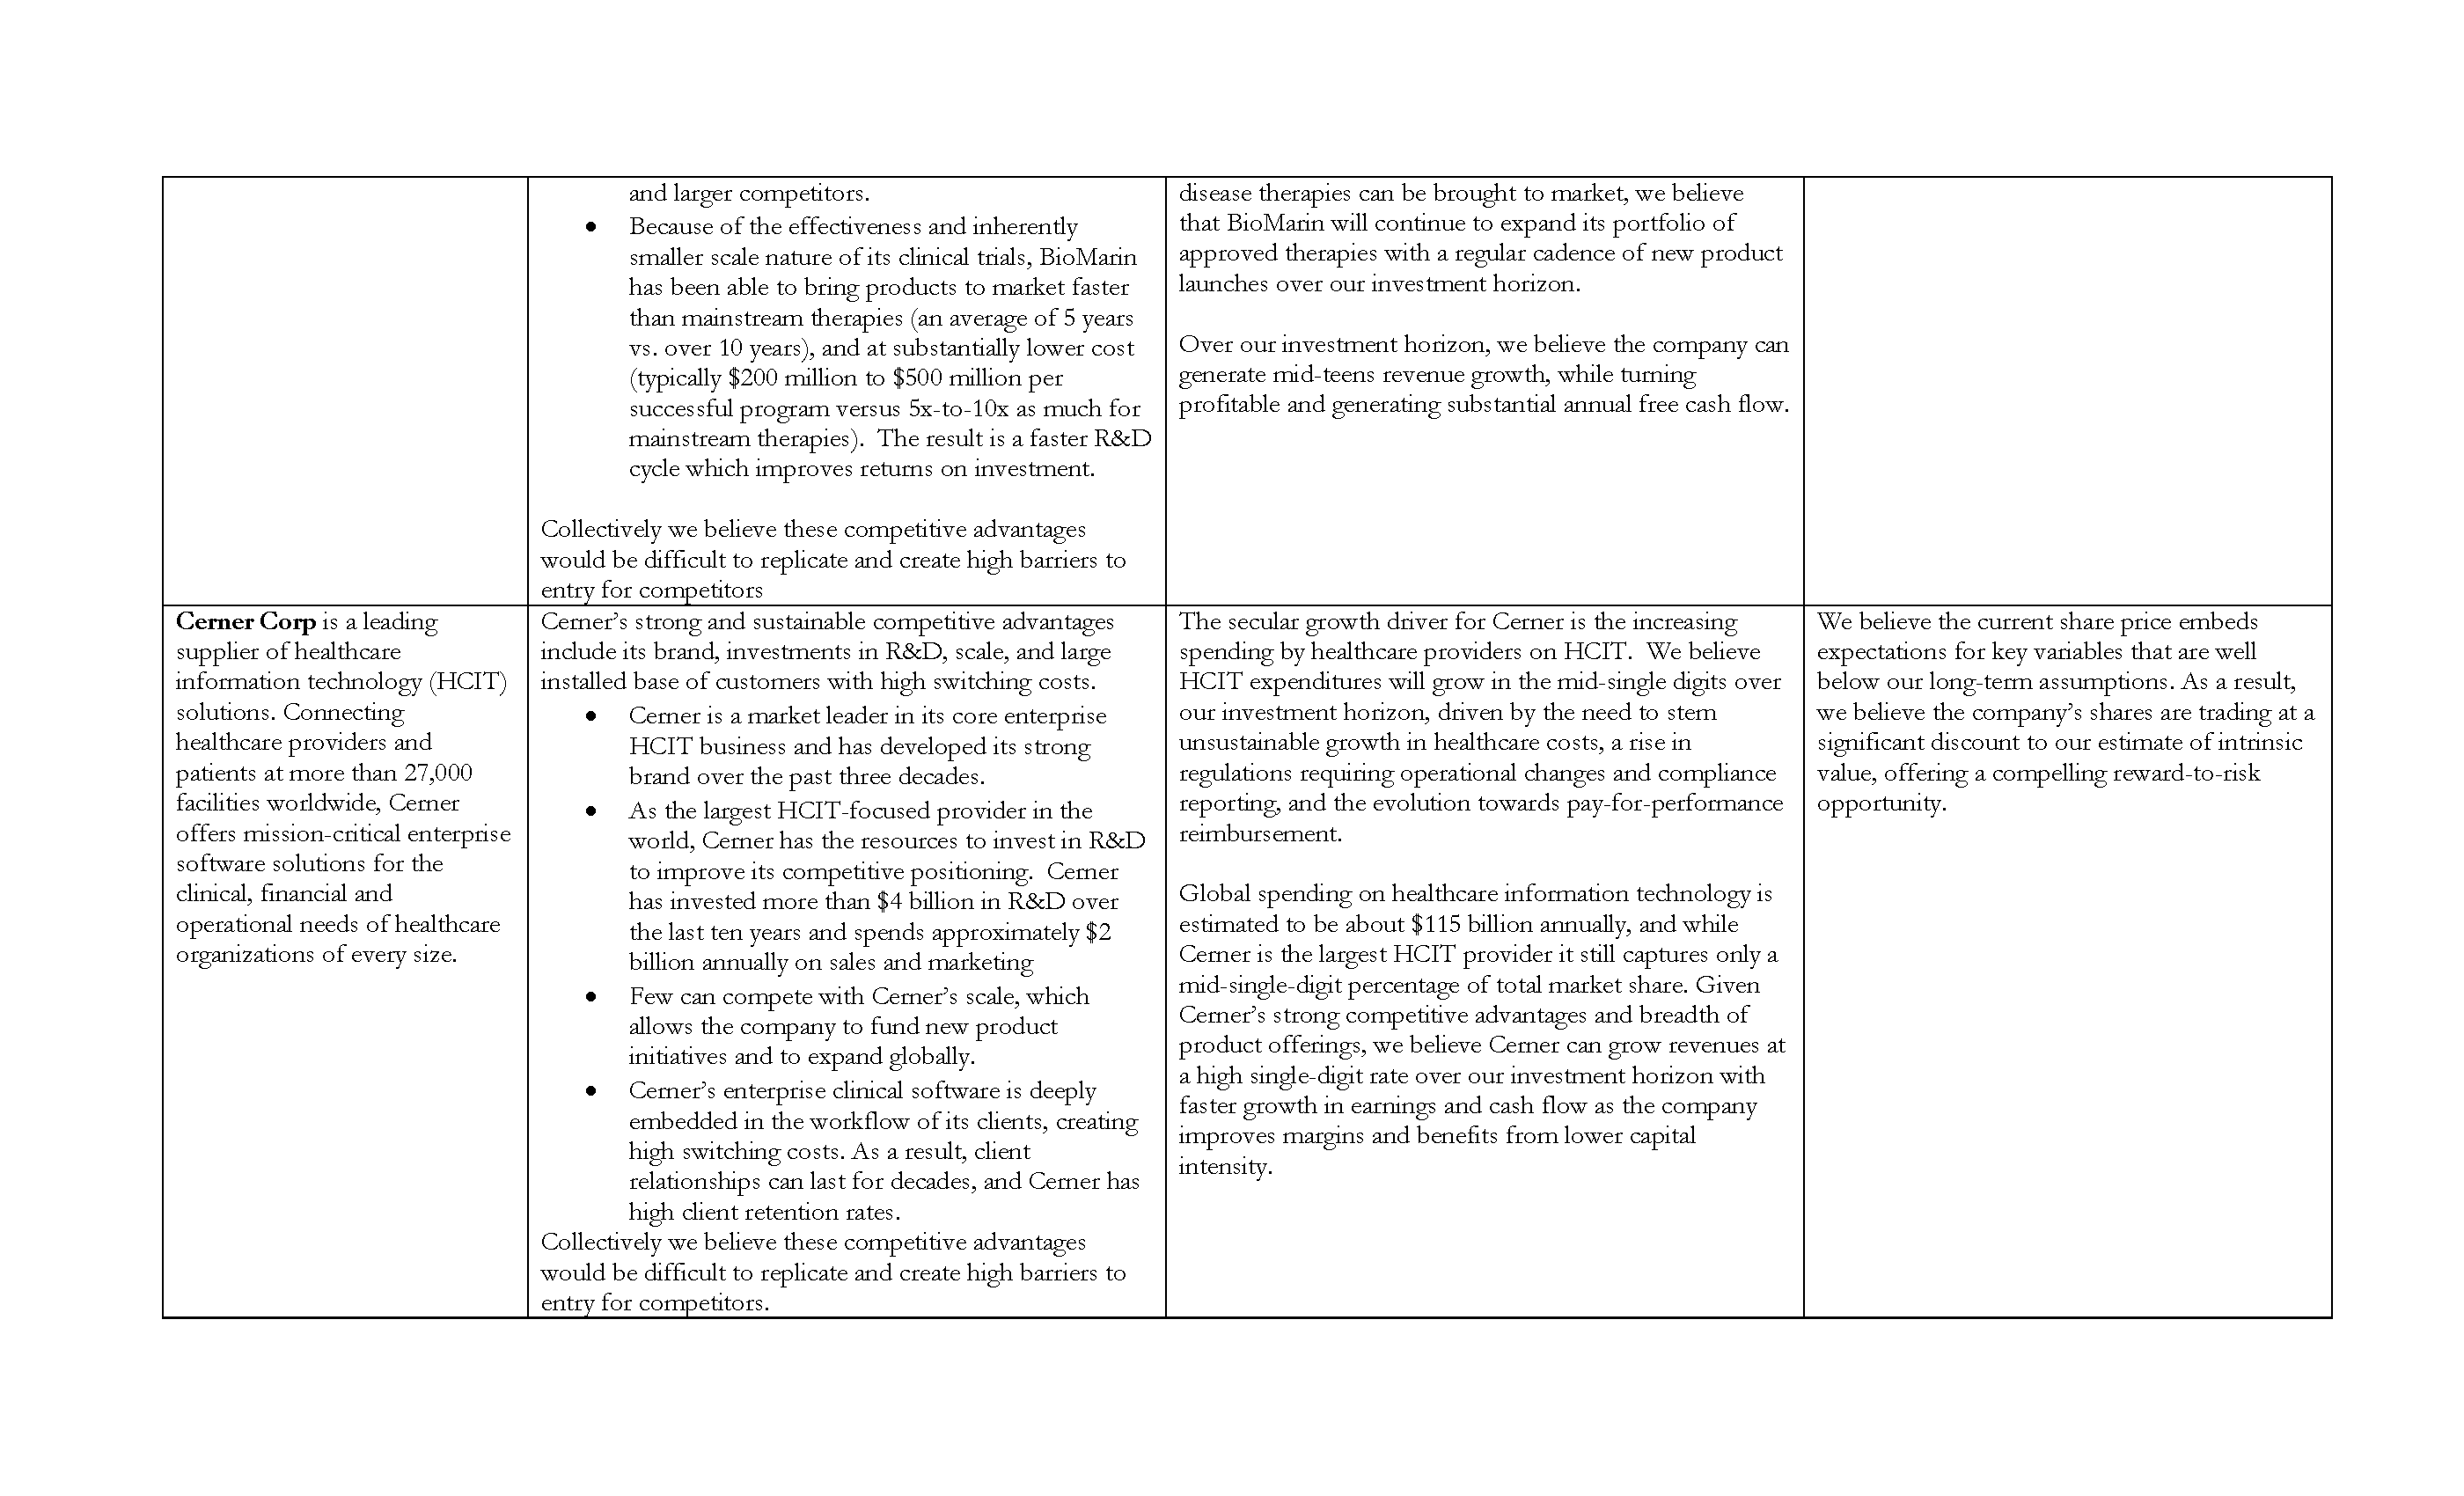 and larger competitors.
• Because of the effectiveness and inherently
smaller scale nature of its clinical trials, BioMarin
has been able to bring products to market faster
than mainstream therapies (an average of 5 years
vs. over 10 years), and at substantially lower cost
(typically $200 million to $500 million per
successful program versus 5x-to-10x as much for
mainstream therapies).  The result is a faster R&D
cycle which improves returns on investment.
Collectively we believe these competitive advantages
would be difficult to replicate and create high barriers to
entry for competitors
disease therapies can be brought to market, we believe
that BioMarin will continue to expand its portfolio of
approved therapies with a regular cadence of new product
launches over our investment horizon.
Over our investment horizon, we believe the company can
generate mid-teens revenue growth, while turning
profitable and generating substantial annual free cash flow.
Cerner Corp is a leading
supplier of healthcare
information technology (HCIT)
solutions. Connecting
healthcare providers and
patients at more than 27,000
facilities worldwide, Cerner
offers mission-critical enterprise
software solutions for the
clinical, financial and
operational needs of healthcare
organizations of every size.
Cerner's strong and sustainable competitive advantages
include its brand, investments in R&D, scale, and large
installed base of customers with high switching costs.
• Cerner is a market leader in its core enterprise
HCIT business and has developed its strong
brand over the past three decades.
• As the largest HCIT-focused provider in the
world, Cerner has the resources to invest in R&D
to improve its competitive positioning.  Cerner
has invested more than $4 billion in R&D over
the last ten years and spends approximately $2
billion annually on sales and marketing
• Few can compete with Cerner's scale, which
allows the company to fund new product
initiatives and to expand globally.
• Cerner's enterprise clinical software is deeply
embedded in the workflow of its clients, creating
high switching costs. As a result, client
relationships can last for decades, and Cerner has
high client retention rates.
Collectively we believe these competitive advantages
would be difficult to replicate and create high barriers to
entry for competitors.
The secular growth driver for Cerner is the increasing
spending by healthcare providers on HCIT.  We believe
HCIT expenditures will grow in the mid-single digits over
our investment horizon, driven by the need to stem
unsustainable growth in healthcare costs, a rise in
regulations requiring operational changes and compliance
reporting, and the evolution towards pay-for-performance
reimbursement.
Global spending on healthcare information technology is
estimated to be about $115 billion annually, and while
Cerner is the largest HCIT provider it still captures only a
mid-single-digit percentage of total market share. Given
Cerner's strong competitive advantages and breadth of
product offerings, we believe Cerner can grow revenues at
a high single-digit rate over our investment horizon with
faster growth in earnings and cash flow as the company
improves margins and benefits from lower capital
intensity.
We believe the current share price embeds
expectations for key variables that are well
below our long-term assumptions. As a result,
we believe the company's shares are trading at a
significant discount to our estimate of intrinsic
value, offering a compelling reward-to-risk
opportunity.